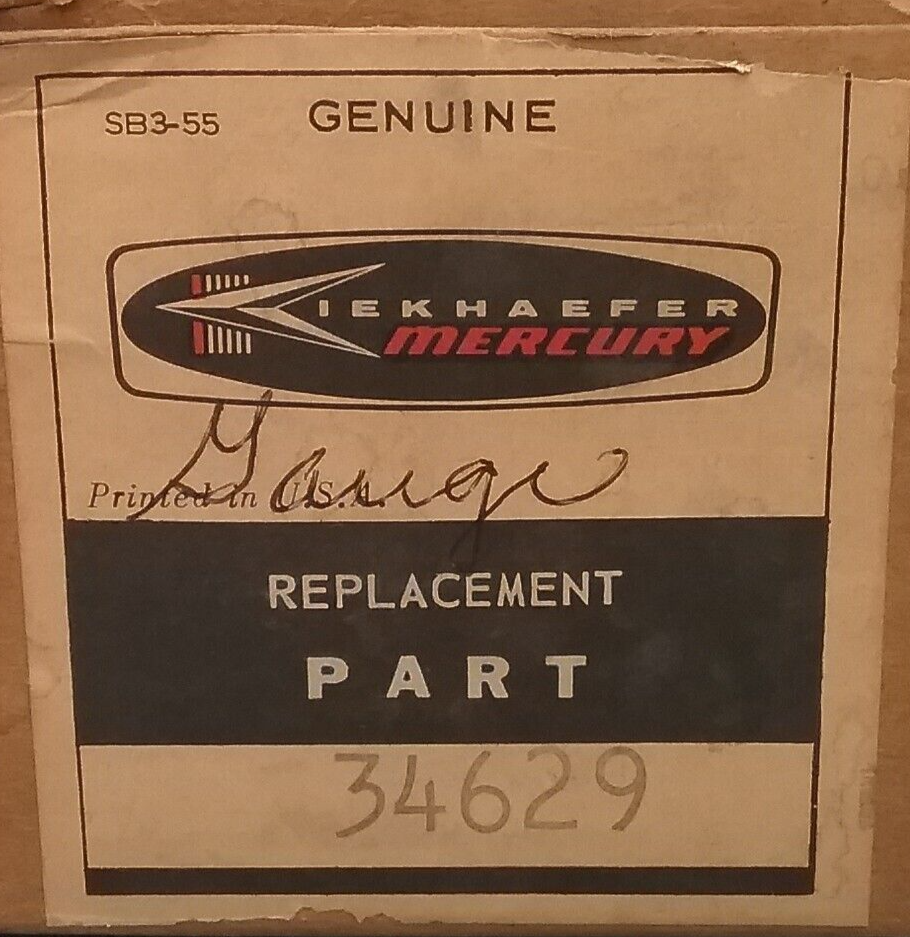 SB3-55 GENUINE
KIEKHAEFER
MERCURY
Gauge
Printed in U.S.A.
REPLACEMENT
PART
34629